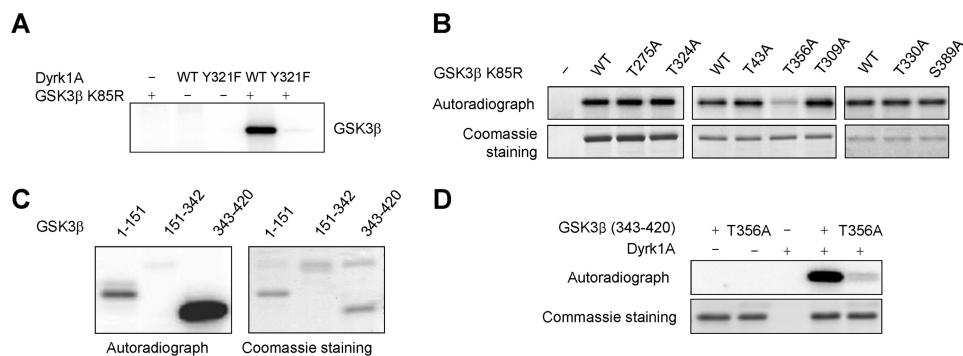 A
Dyrk1A – WT Y321F WT Y321F
GSK3β K85R + – – + +
GSK3β
B
GSK3β K85R – WT T275A T324A WT T43A T356A T309A WT T330A S389A
Autoradiograph
Coomassie
staining
C
GSK3β 1-151 151-342 343-420 1-151 151-342 343-420
Autoradiograph Coomassie staining
D
GSK3β (343-420) + T356A – + T356A
Dyrk1A – – + + +
Autoradiograph
Commassie staining